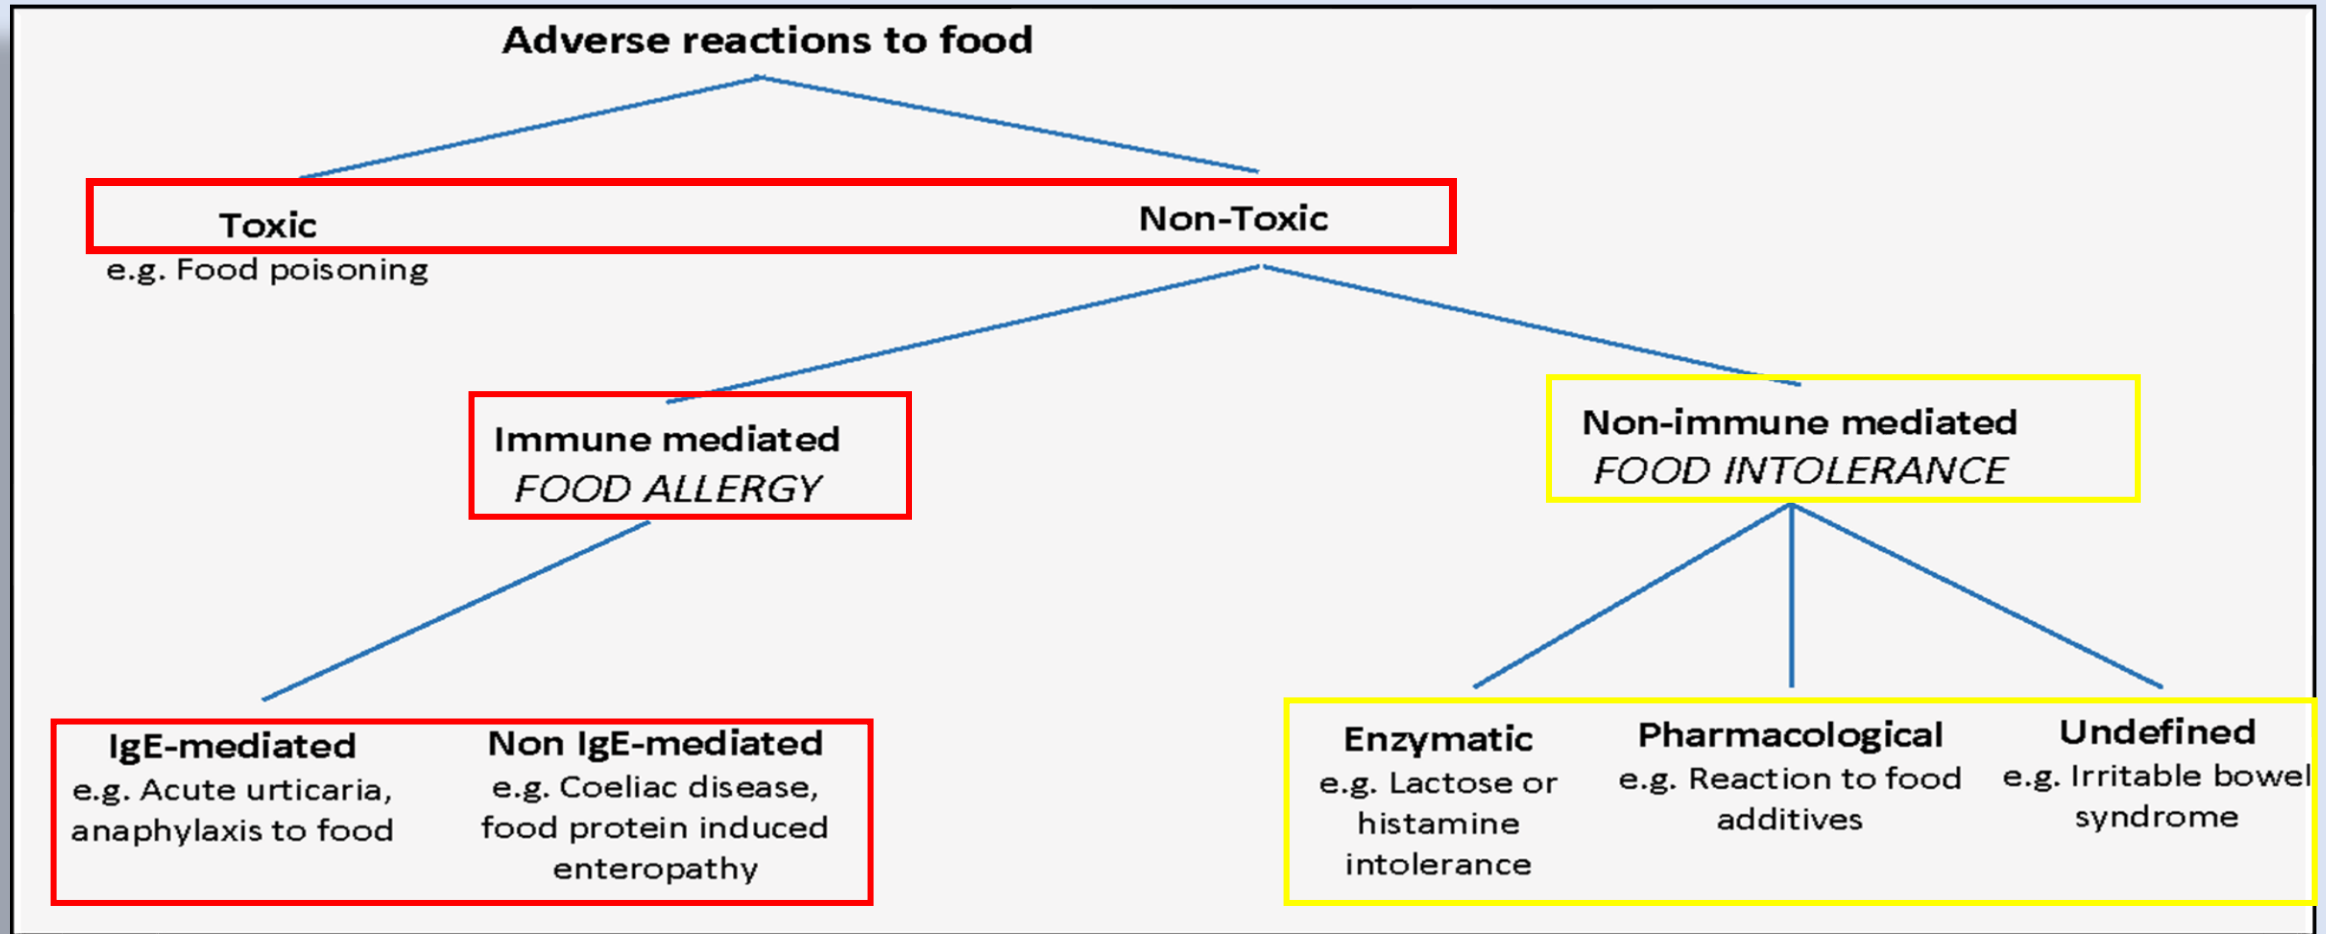 Adverse reactions to food
Toxic
e.g. Food poisoning
Non-Toxic
Immune mediated
FOOD ALLERGY
Non-immune mediated
FOOD INTOLERANCE
IgE-mediated
e.g. Acute urticaria,
anaphylaxis to food
Non IgE-mediated
e.g. Coeliac disease,
food protein induced
enteropathy
Enzymatic
e.g. Lactose or
histamine
intolerance
Pharmacological
e.g. Reaction to food
additives
Undefined
e.g. Irritable bowel
syndrome